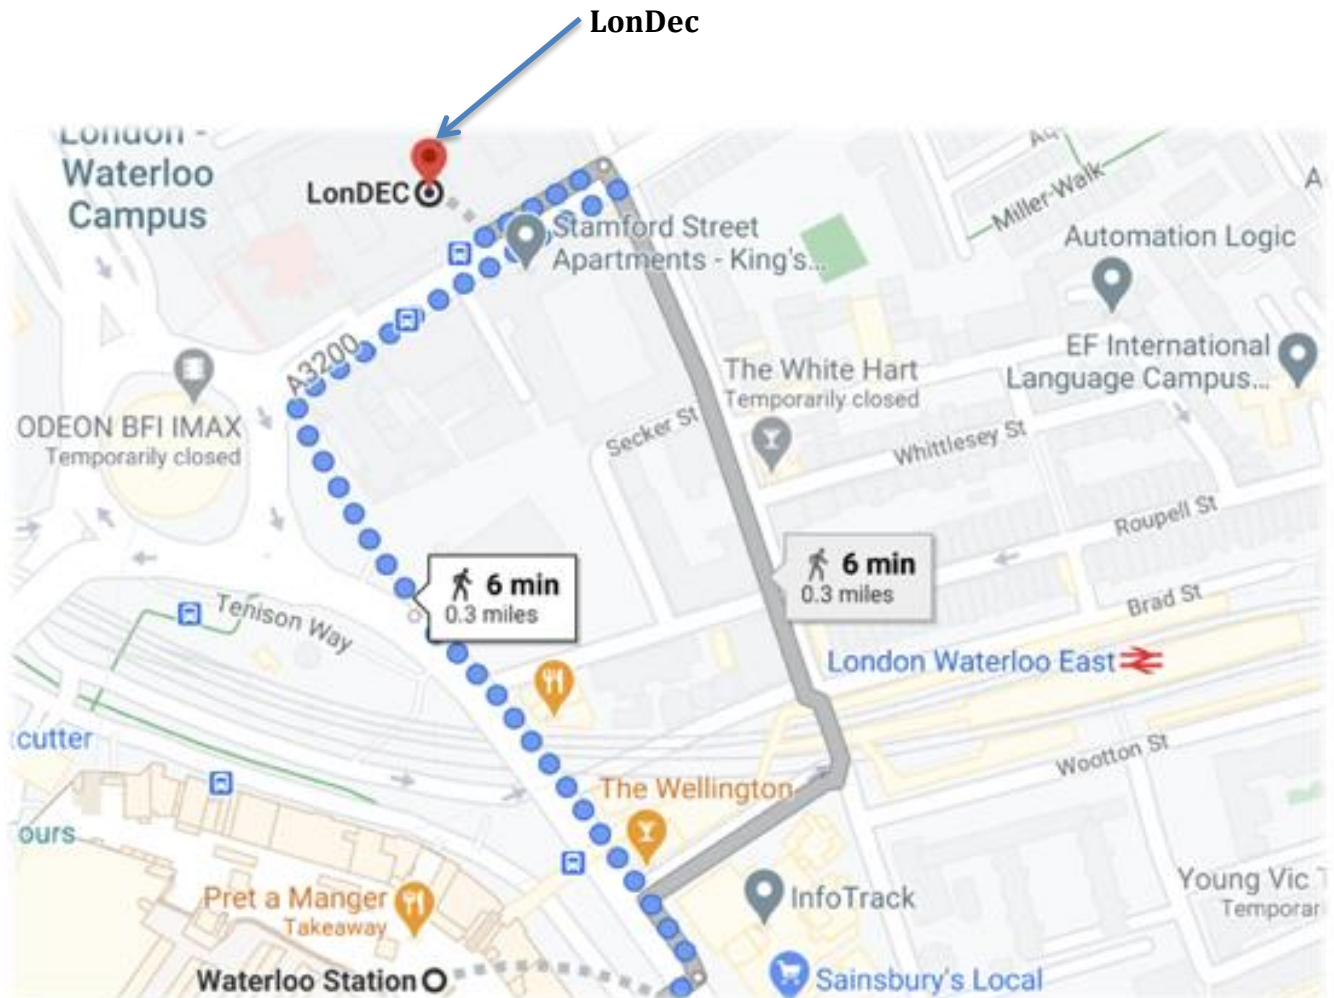 LonDec
London -
Waterloo
Campus
LonDEC
Stamford Street
Apartments - King's...
Miller-Walk
Automation Logic
A3200
EF International
Language Campus...
The White Hart
Temporarily closed
ODEON BFI IMAX
Temporarily closed
Secker St
Whittlesey St
Roupell St
6 min
0.3 miles
6 min
0.3 miles
Tenison Way
Brad St
London Waterloo East
cutter
Wootton St
The Wellington
ours
Pret a Manger
Takeaway
InfoTrack
Young Vic
Waterloo Station
Sainsbury's Local